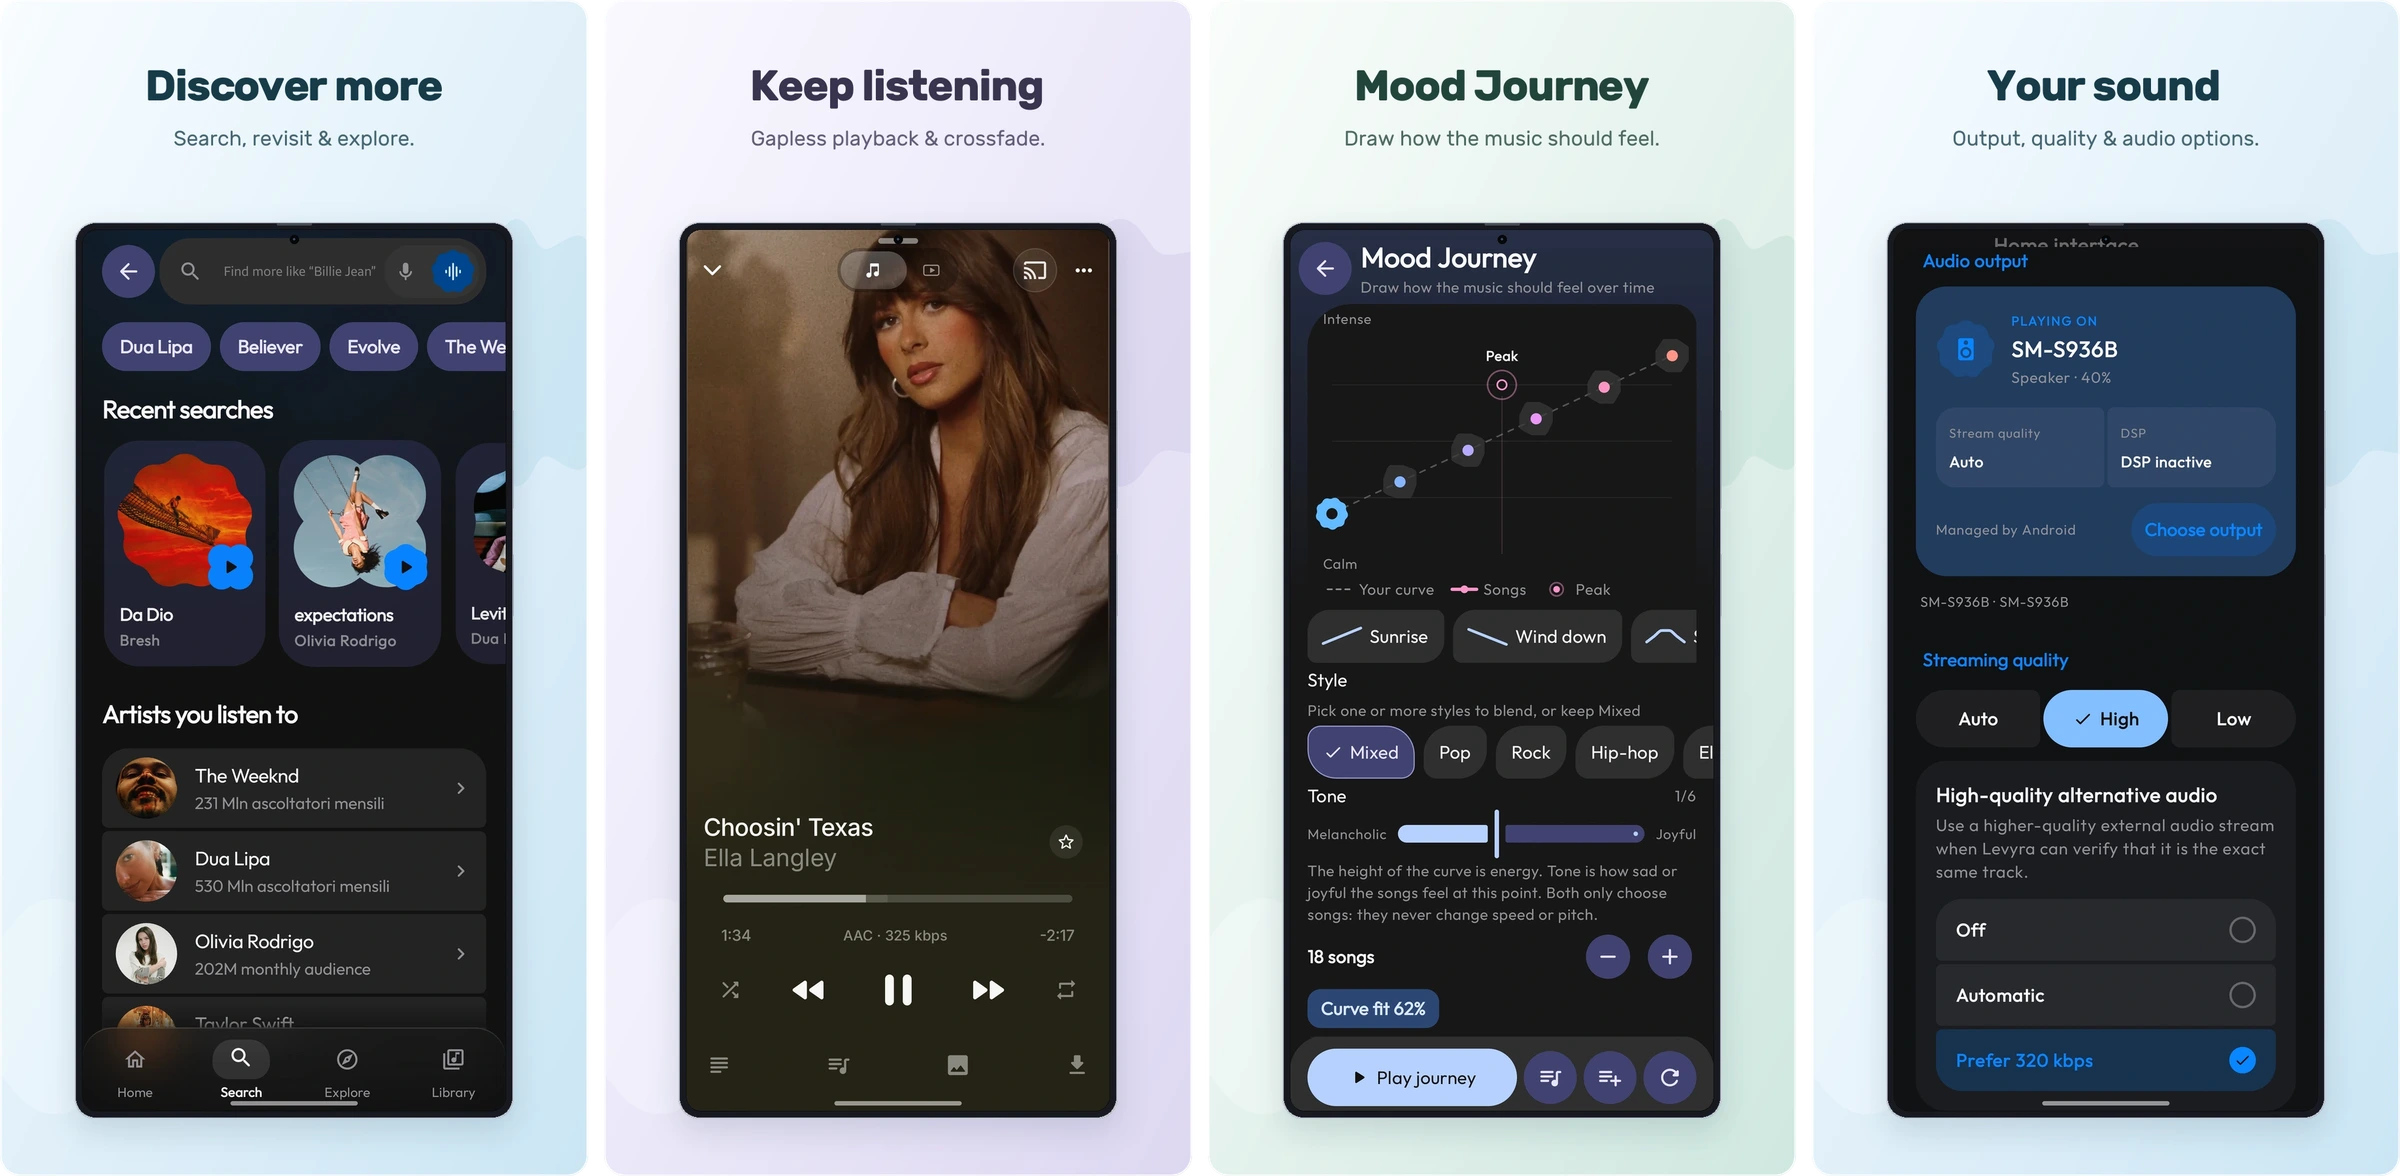 Discover more
Search, revisit & explore.
Find more like "Billie Jean"
Dua Lipa
Believer
Evolve
The We
Recent searches
Da Dio
Bresh
expectations
Olivia Rodrigo
Levit
Dua
Artists you listen to
The Weeknd
231 Mln ascoltatori mensili
Dua Lipa
530 Mln ascoltatori mensili
Olivia Rodrigo
202M monthly audience
Taylor Swift
Home
Search
Explore
Library
Keep listening
Gapless playback & crossfade.
Choosin' Texas
Ella Langley
1:34
AAC · 325 kbps
-2:17
Mood Journey
Draw how the music should feel.
Mood Journey
Draw how the music should feel over time
Intense
Peak
Calm
Your curve
Songs
Peak
Sunrise
Wind down
Style
Pick one or more styles to blend, or keep Mixed
Mixed
Pop
Rock
Hip-hop
El
Tone
1/6
Melancholic
Joyful
The height of the curve is energy. Tone is how sad or
joyful the songs feel at this point. Both only choose
songs: they never change speed or pitch.
18 songs
Curve fit 62%
Play journey
Your sound
Output, quality & audio options.
Home interface
Audio output
PLAYING ON
SM-S936B
Speaker · 40%
Stream quality
Auto
DSP
DSP inactive
Managed by Android
Choose output
SM-S936B · SM-S936B
Streaming quality
Auto
High
Low
High-quality alternative audio
Use a higher-quality external audio stream
when Levyra can verify that it is the exact
same track.
Off
Automatic
Prefer 320 kbps